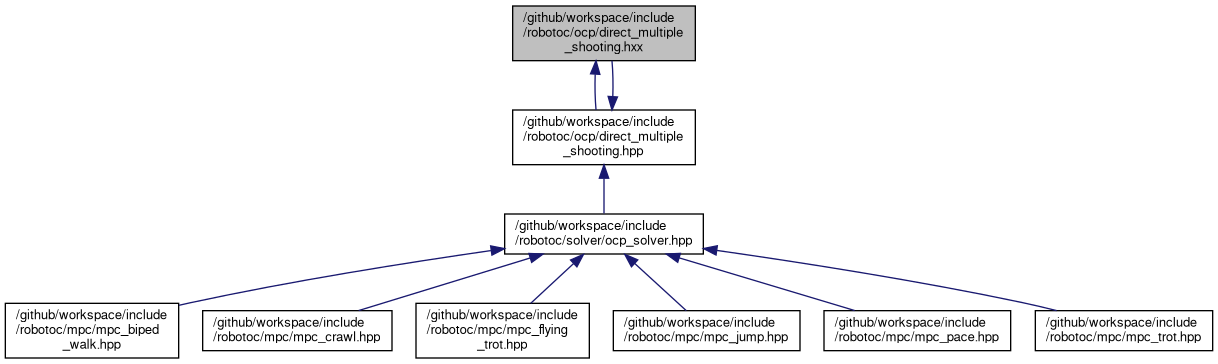 /github/workspace/include
/robotoc/ocp/direct_multiple
_shooting.hxx
/github/workspace/include
/robotoc/ocp/direct_multiple
_shooting.hpp
/github/workspace/include
/robotoc/solver/ocp_solver.hpp
/github/workspace/include
/robotoc/mpc/mpc_biped
_walk.hpp
/github/workspace/include
/robotoc/mpc/mpc_crawl.hpp
/github/workspace/include
/robotoc/mpc/mpc_flying
_trot.hpp
/github/workspace/include
/robotoc/mpc/mpc_jump.hpp
/github/workspace/include
/robotoc/mpc/mpc_pace.hpp
/github/workspace/include
/robotoc/mpc/mpc_trot.hpp